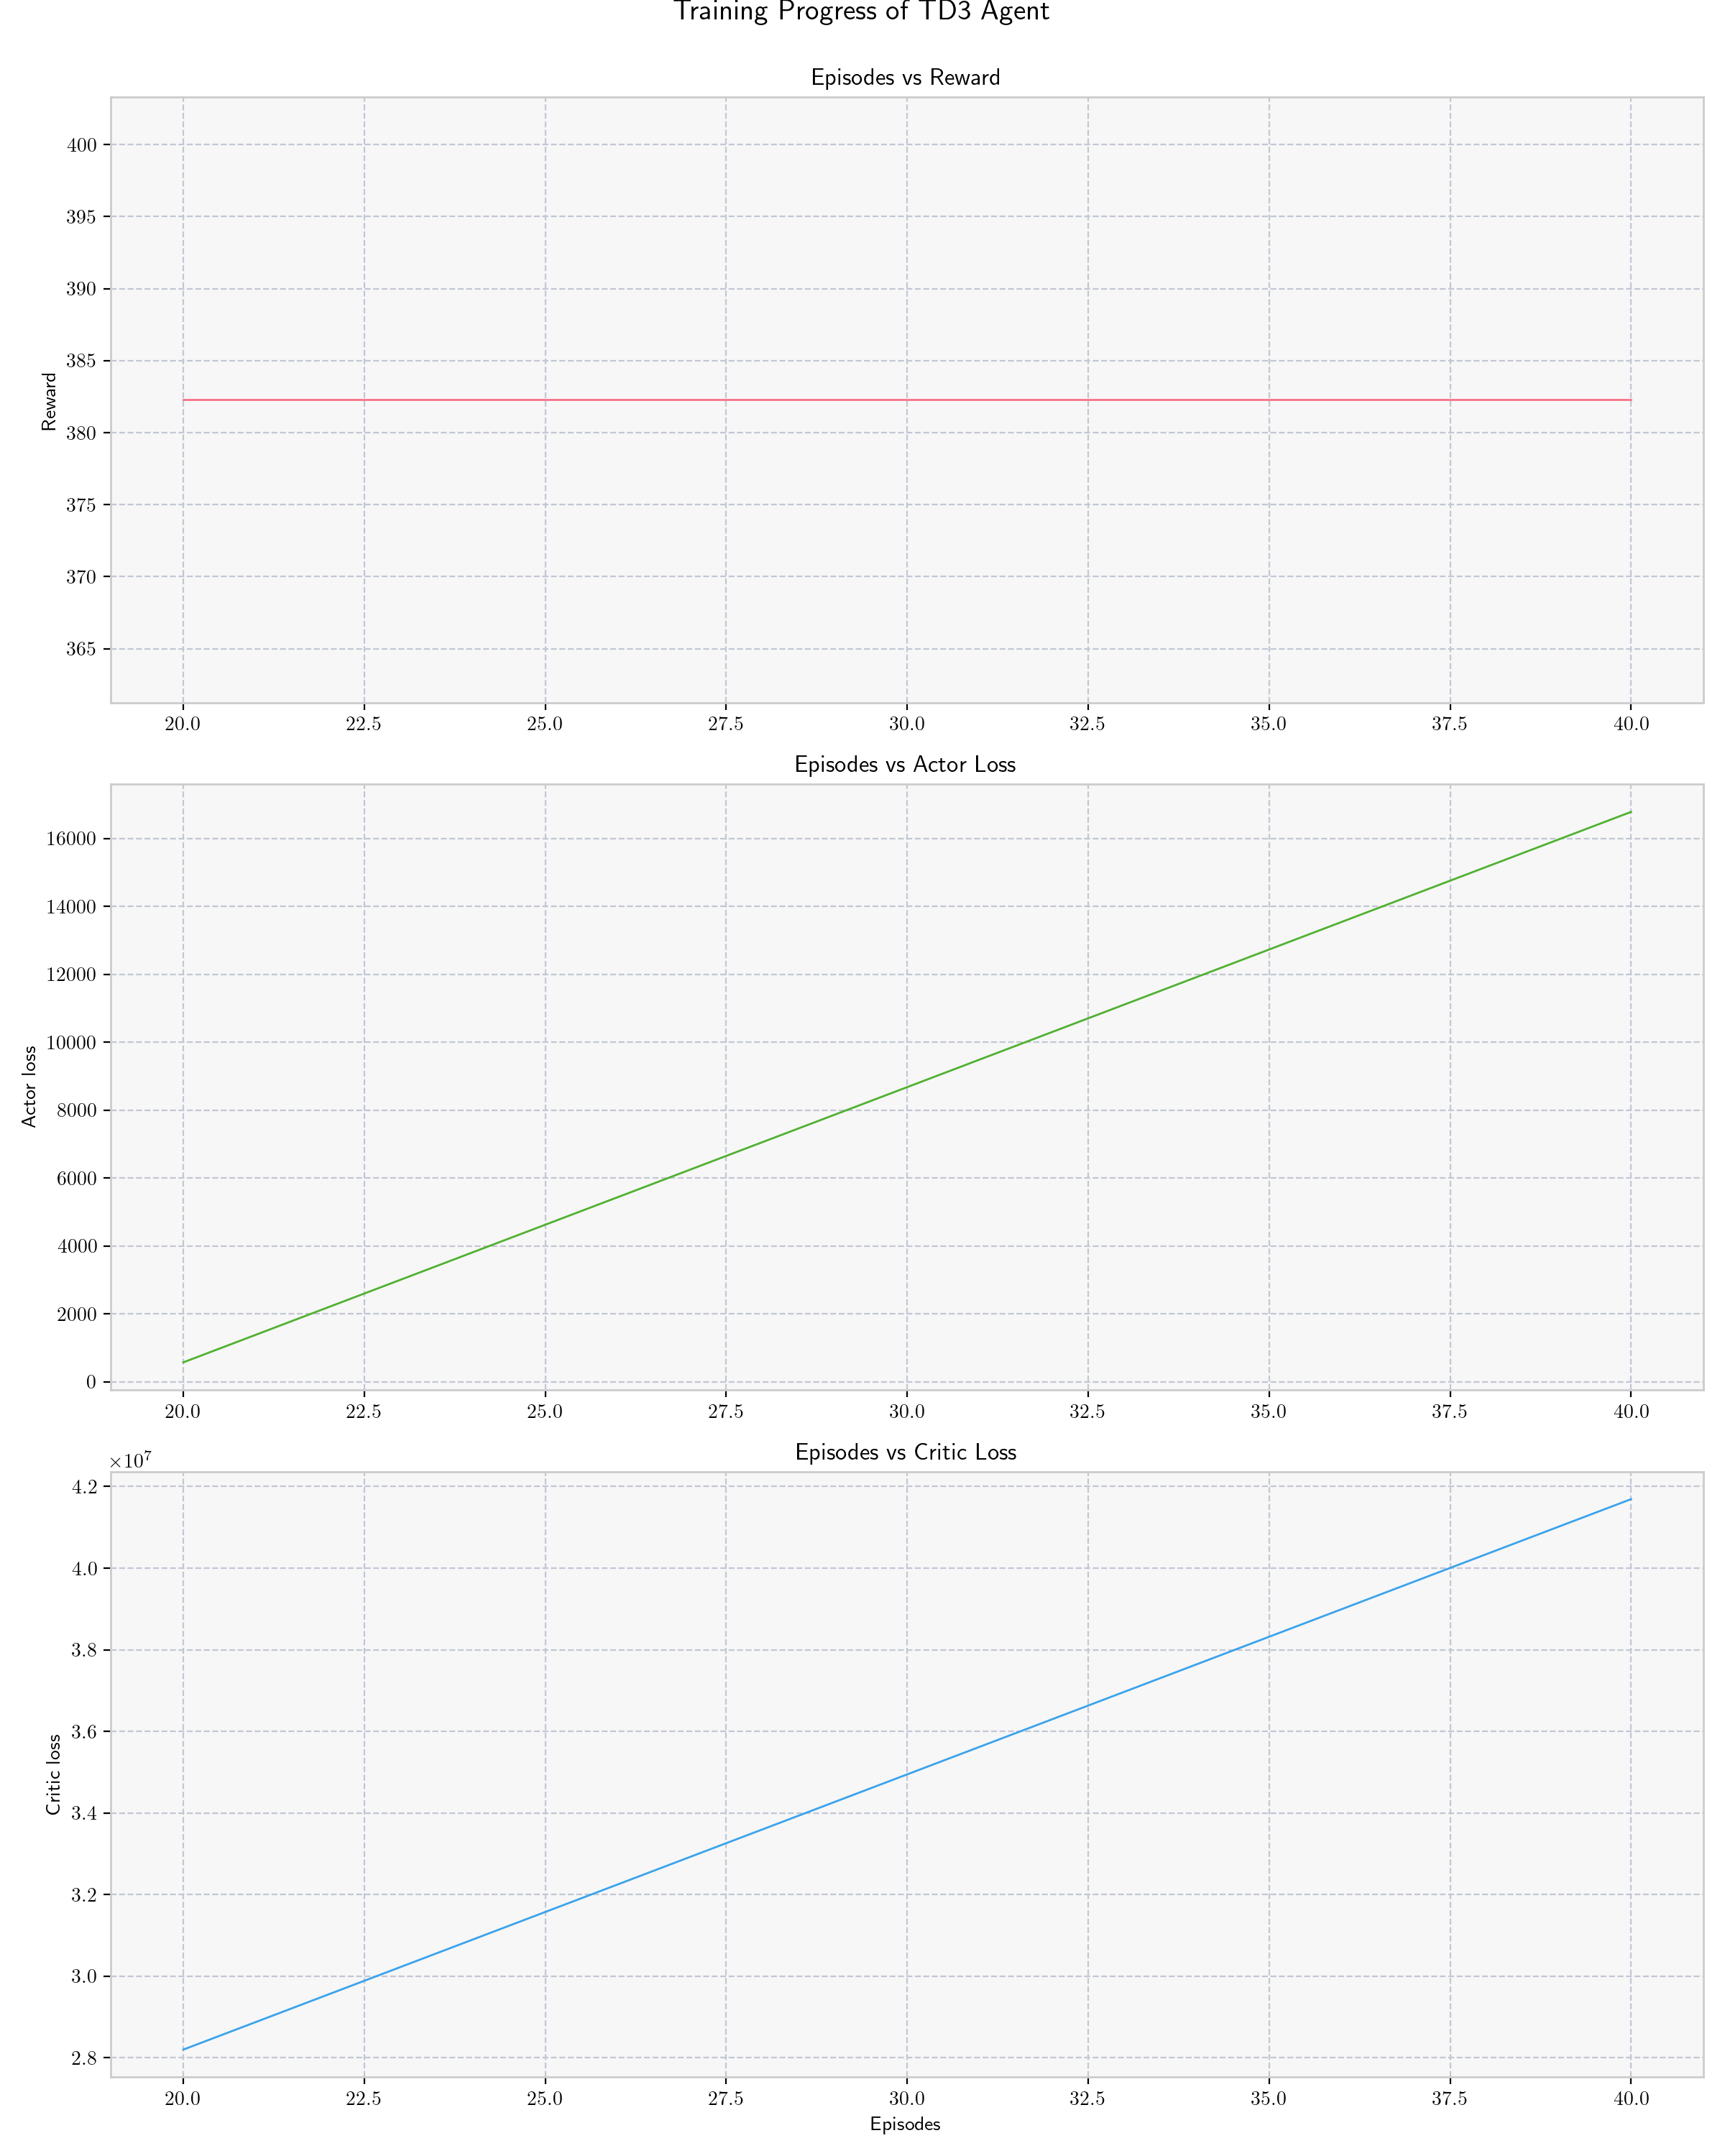 Training Progress of TD3 Agent
Episodes vs Reward
400
395
390
385
380
375
370
365
Reward
20.0 22.5 25.0 27.5 30.0 32.5 35.0 37.5 40.0
Episodes vs Actor Loss
16000
14000
12000
10000
8000
6000
4000
2000
0
Actor loss
20.0 22.5 25.0 27.5 30.0 32.5 35.0 37.5 40.0
Episodes vs Critic Loss
×10⁷
4.2
4.0
3.8
3.6
3.4
3.2
3.0
2.8
Critic loss
20.0 22.5 25.0 27.5 30.0 32.5 35.0 37.5 40.0
Episodes